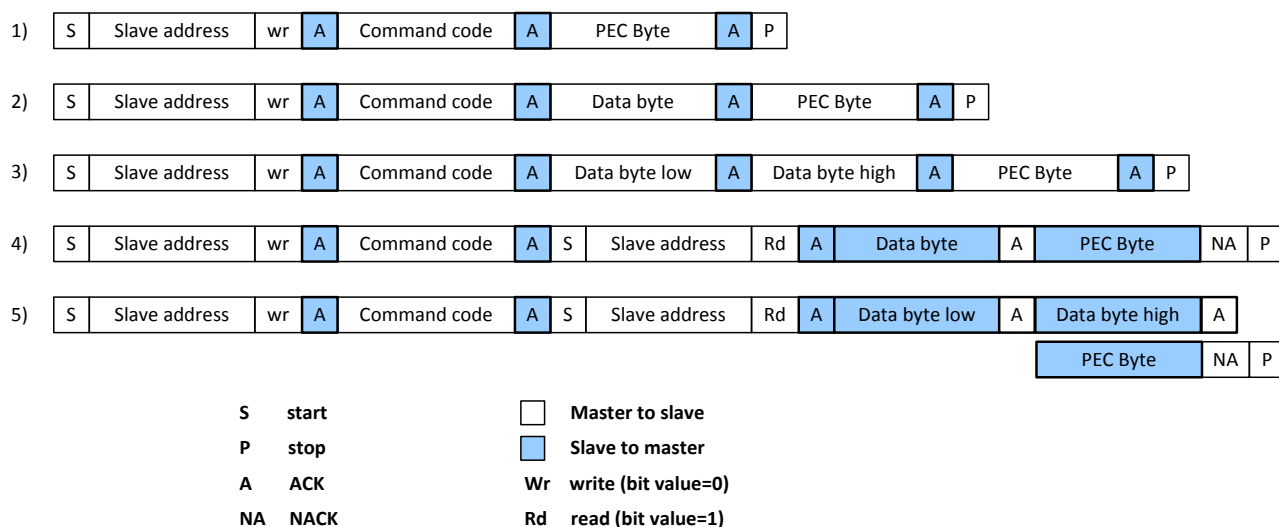 1) S Slave address wr A Command code A PEC Byte A P
2) S Slave address wr A Command code A Data byte A PEC Byte A P
3) S Slave address wr A Command code A Data byte low A Data byte high A PEC Byte A P
4) S Slave address wr A Command code A S Slave address Rd A Data byte A PEC Byte NA P
5) S Slave address wr A Command code A S Slave address Rd A Data byte low A Data byte high A
PEC Byte NA P
S start Master to slave
P stop Slave to master
A ACK Wr write (bit value=0)
NA NACK Rd read (bit value=1)